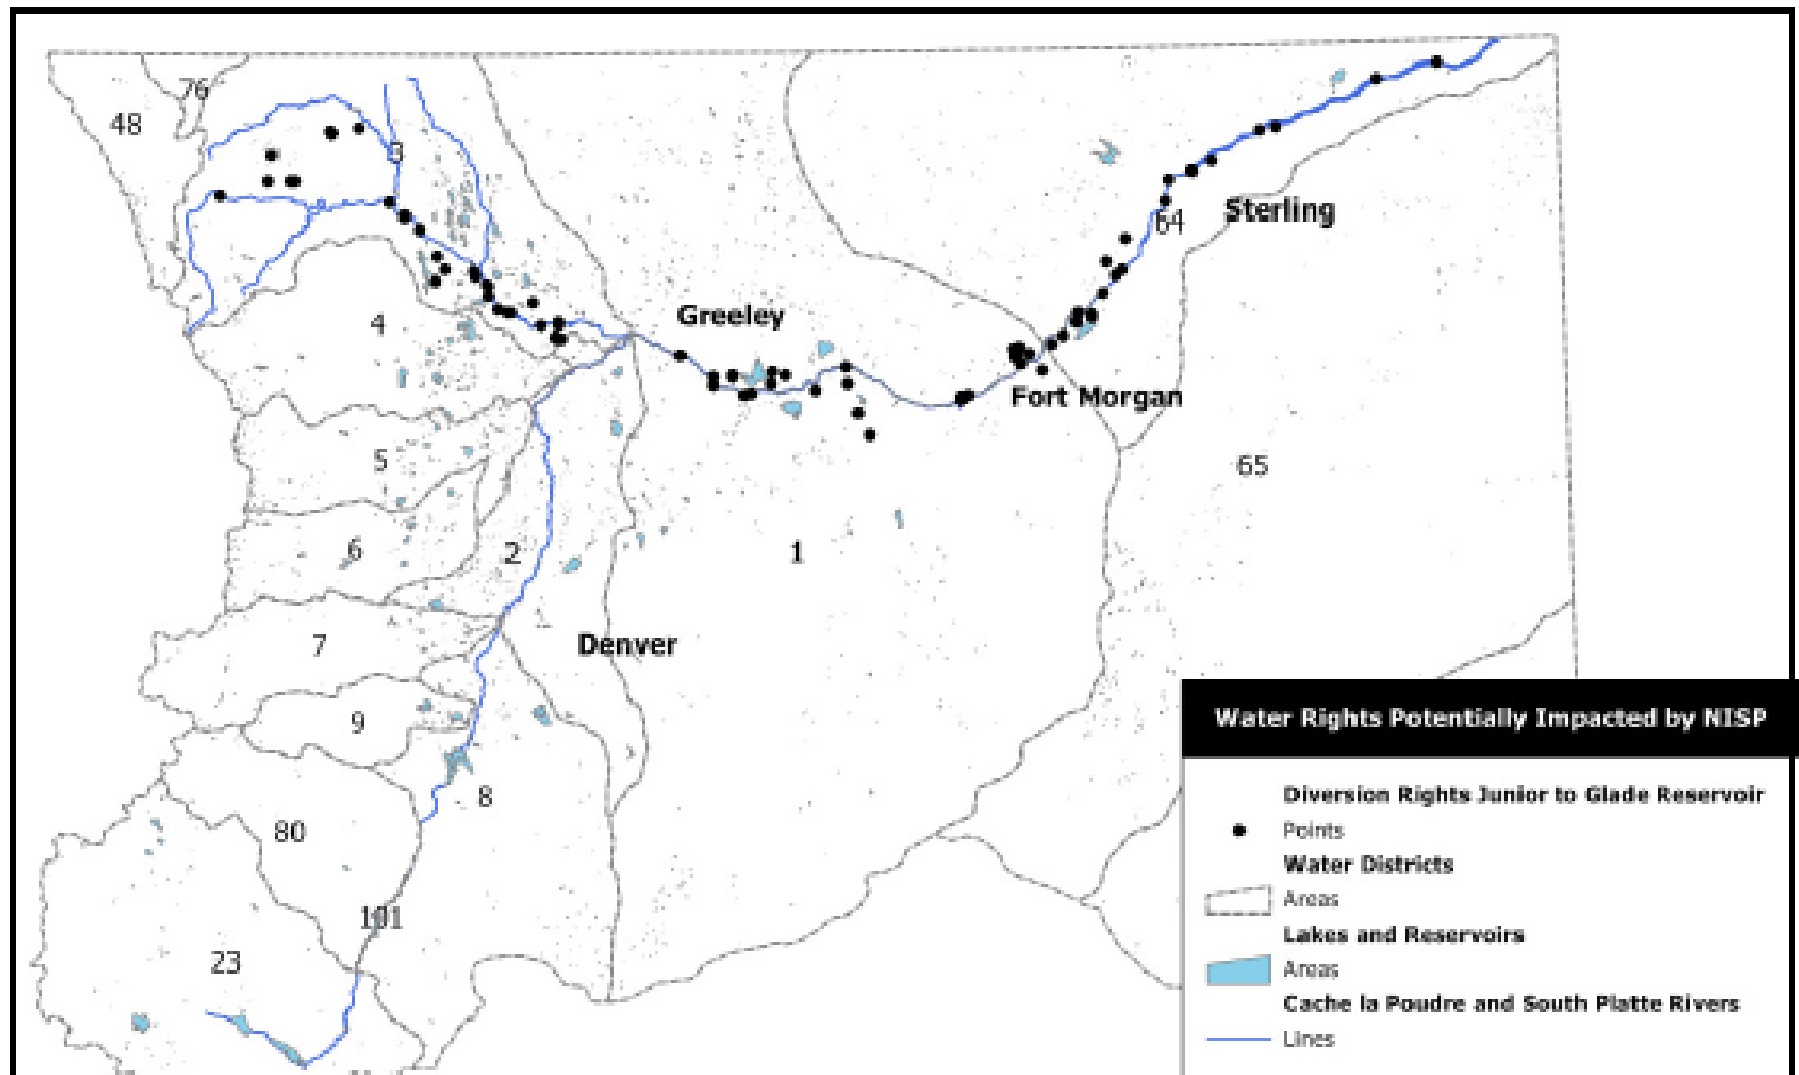 76
48
3
64
Sterling
Greeley
4
Fort Morgan
5
65
6
2
1
7
Denver
9
8
80
101
23
Water Rights Potentially Impacted by NISP
Diversion Rights Junior to Glade Reservoir
Points
Water Districts
Areas
Lakes and Reservoirs
Areas
Cache la Poudre and South Platte Rivers
Lines